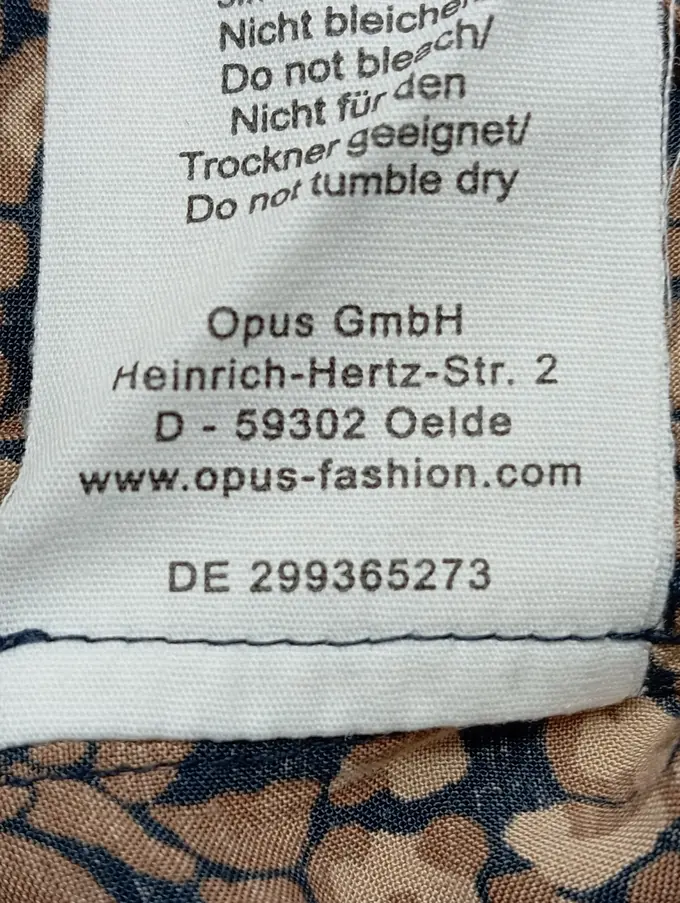 Nicht bleichen/
Do not bleach/
Nicht für den
Trockner geeignet/
Do not tumble dry
Opus GmbH
Heinrich-Hertz-Str. 2
D - 59302 Oelde
www.opus-fashion.com
DE 299365273